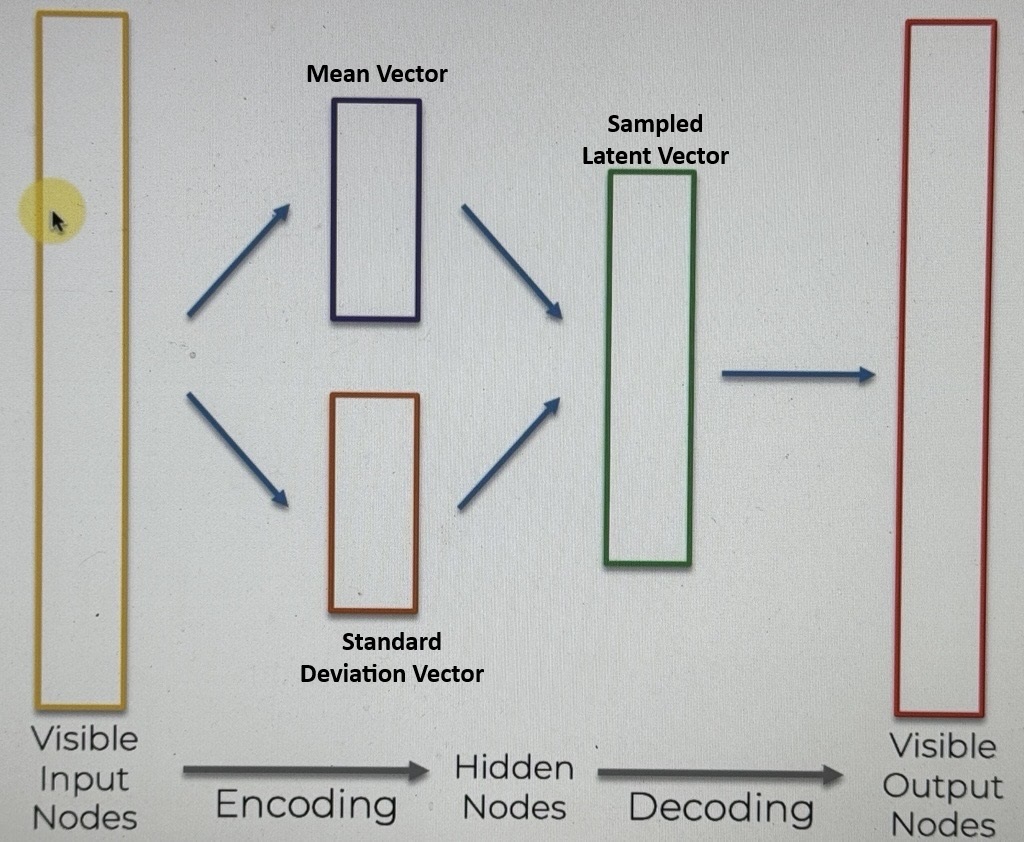 Mean Vector
Sampled
Latent Vector
Standard
Deviation Vector
Visible
Input
Nodes
Encoding
Hidden
Nodes
Decoding
Visible
Output
Nodes